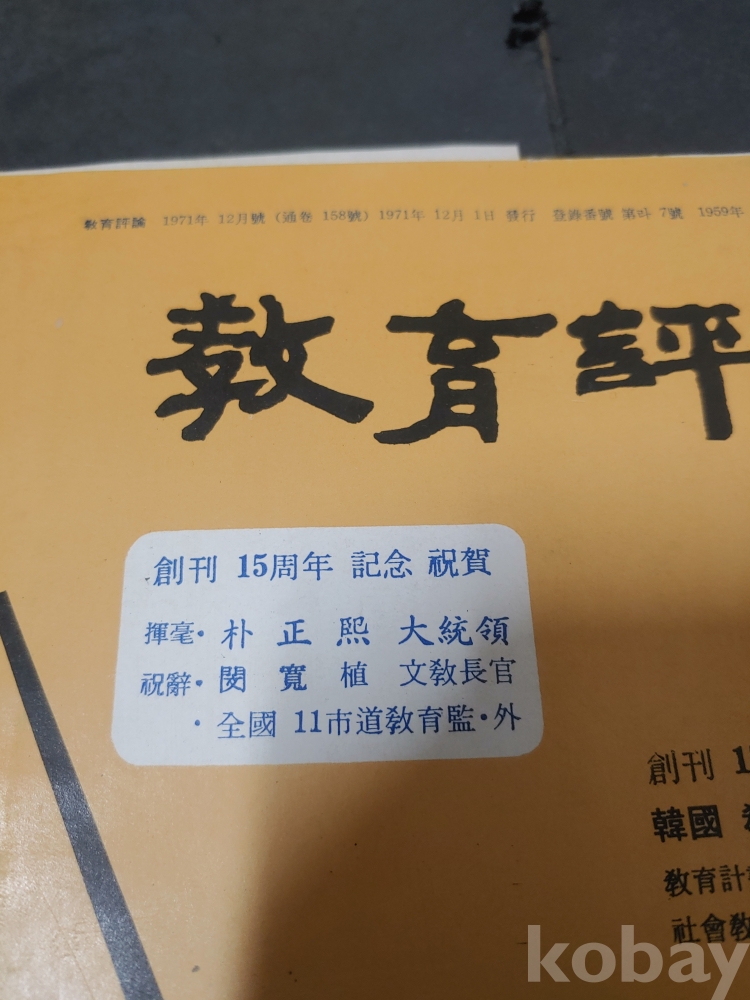 敎育評論 1971年 12月號 (通卷 158號) 1971年 12月 1日 發行 登錄番號 第라 7號 1959年
敎育評
創刊 15周年 記念 祝賀
揮毫· 朴正熙 大統領
祝辭· 閔寬植 文敎長官
· 全國 11市道敎育監·外
創刊 1
韓國
敎育計
社會敎
kobay